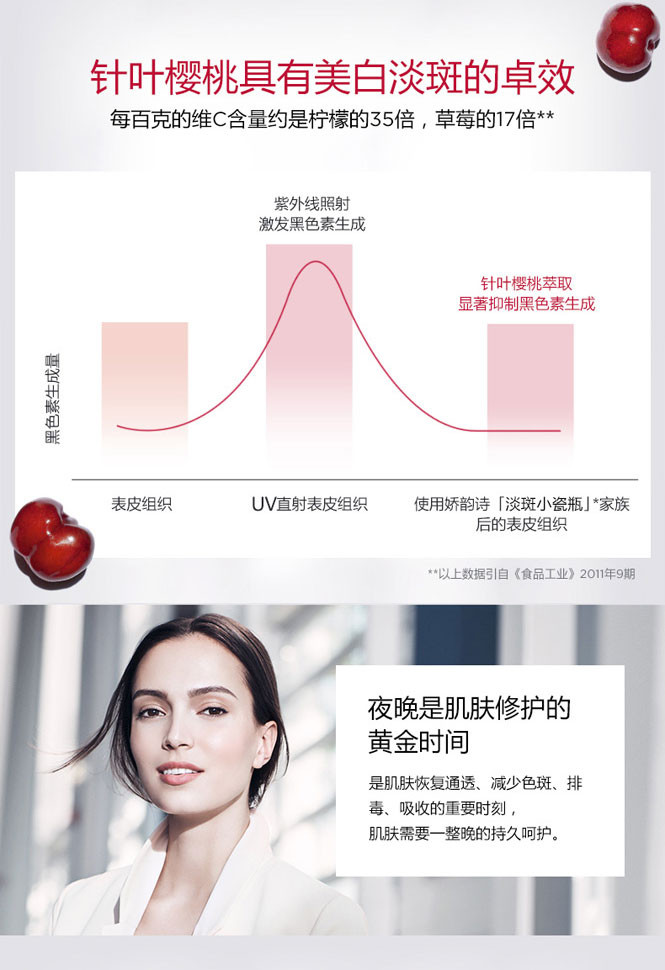 针叶樱桃具有美白淡斑的卓效
每百克的维C含量约是柠檬的35倍，草莓的17倍**
紫外线照射
激发黑色素生成
针叶樱桃萃取
显著抑制黑色素生成
黑色素生成量
表皮组织
UV直射表皮组织
使用娇韵诗「淡斑小瓷瓶」*家族
后的表皮组织
**以上数据引自《食品工业》2011年9期
夜晚是肌肤修护的
黄金时间
是肌肤恢复通透、减少色斑、排
毒、吸收的重要时刻，
肌肤需要一整晚的持久呵护。